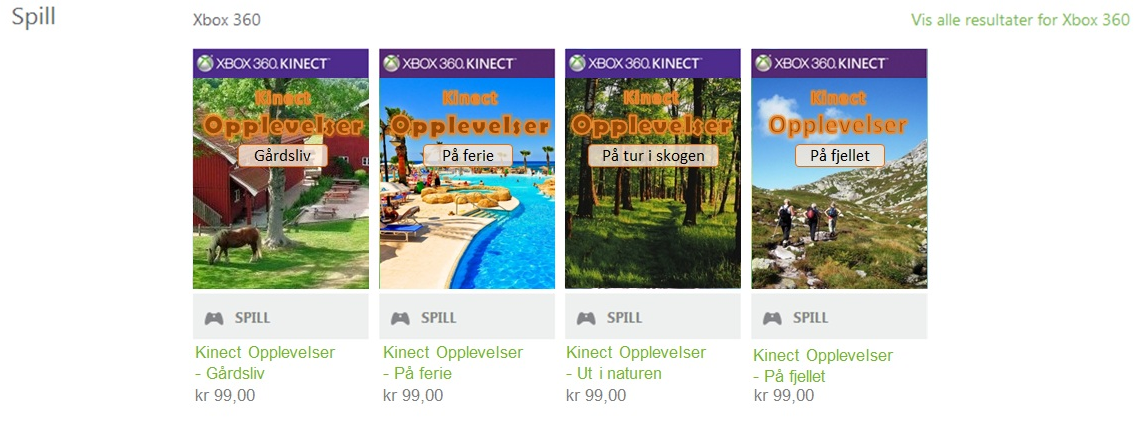 Spill
Xbox 360
Vis alle resultater for Xbox 360
XBOX 360. KINECT
Kinect
Opplevelser
Gårdsliv
XBOX 360. KINECT
Kinect
Opplevelser
På ferie
XBOX 360. KINECT
Kinect
Opplevelser
På tur i skogen
XBOX 360. KINECT
Kinect
Opplevelser
På fjellet
SPILL
SPILL
SPILL
SPILL
Kinect Opplevelser
- Gårdsliv
kr 99,00
Kinect Opplevelser
- På ferie
kr 99,00
Kinect Opplevelser
- Ut i naturen
kr 99,00
Kinect Opplevelser
- På fjellet
kr 99,00